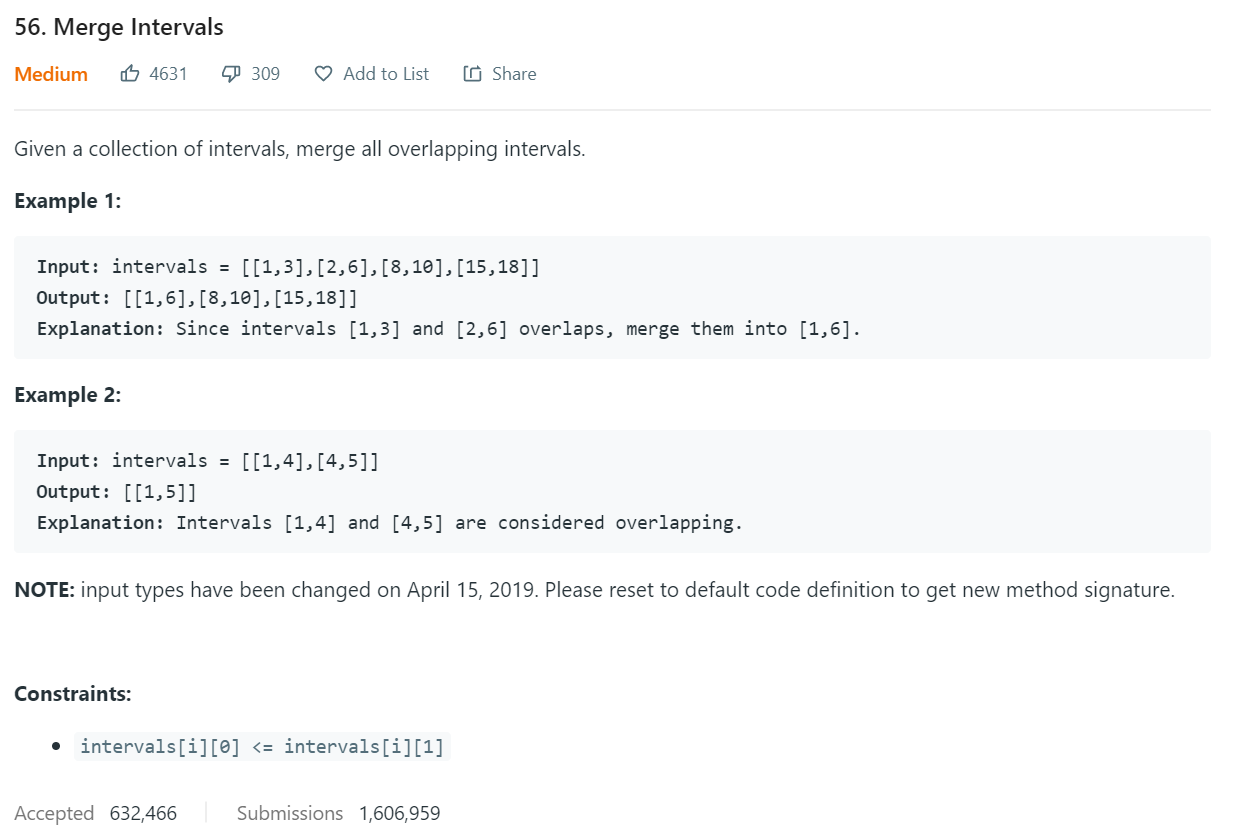 56. Merge Intervals
Medium 4631 309 Add to List Share
Given a collection of intervals, merge all overlapping intervals.
Example 1:
Input: intervals = [[1,3],[2,6],[8,10],[15,18]]
Output: [[1,6],[8,10],[15,18]]
Explanation: Since intervals [1,3] and [2,6] overlaps, merge them into [1,6].
Example 2:
Input: intervals = [[1,4],[4,5]]
Output: [[1,5]]
Explanation: Intervals [1,4] and [4,5] are considered overlapping.
NOTE: input types have been changed on April 15, 2019. Please reset to default code definition to get new method signature.
Constraints:
• intervals[i][0] <= intervals[i][1]
Accepted 632,466 Submissions 1,606,959